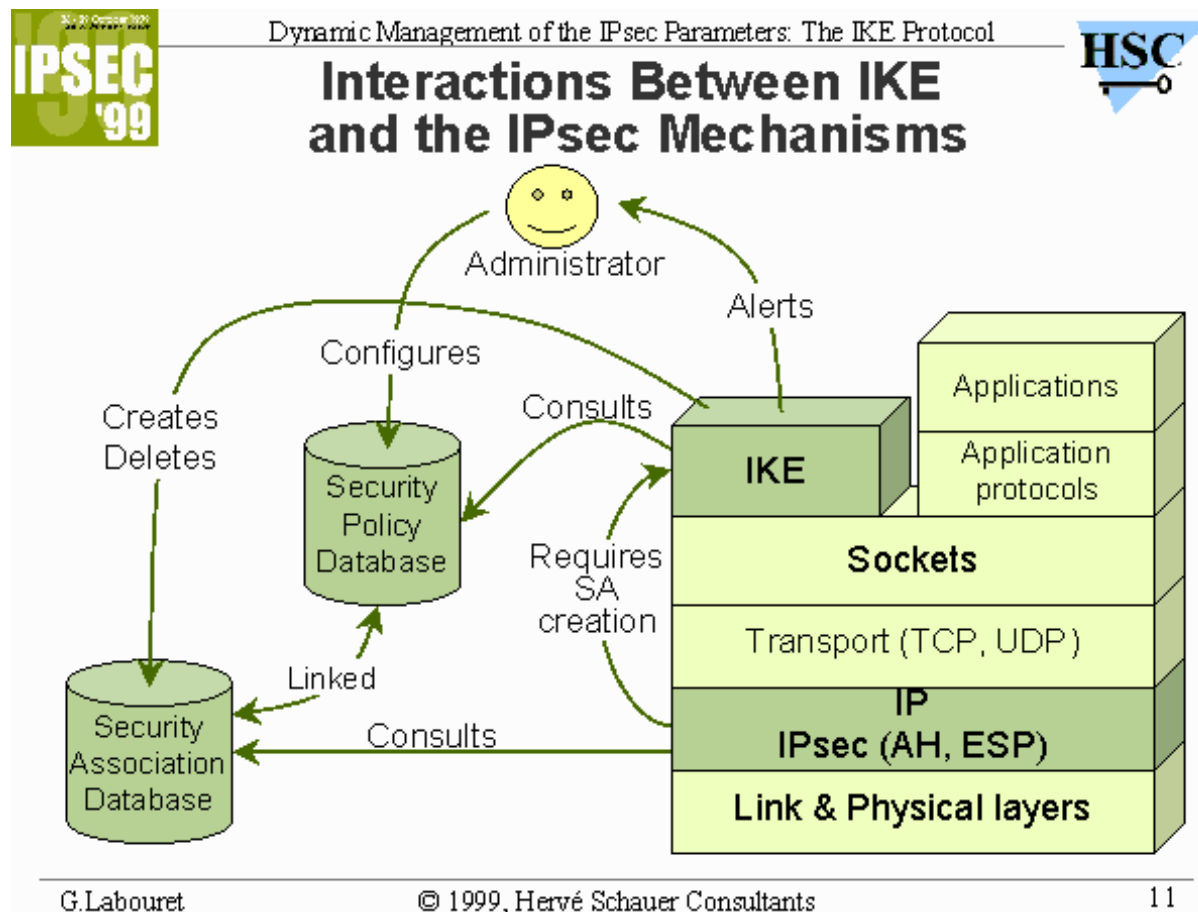 Dynamic Management of the IPsec Parameters: The IKE Protocol
IPSEC
'99
HSC
Interactions Between IKE
and the IPsec Mechanisms
Administrator
Alerts
Configures
Creates
Deletes
Consults
Security
Policy
Database
Requires
SA
creation
Linked
Security
Association
Database
Consults
Applications
Application
protocols
IKE
Sockets
Transport (TCP, UDP)
IP
IPsec (AH, ESP)
Link & Physical layers
G.Labouret
© 1999, Hervé Schauer Consultants
11